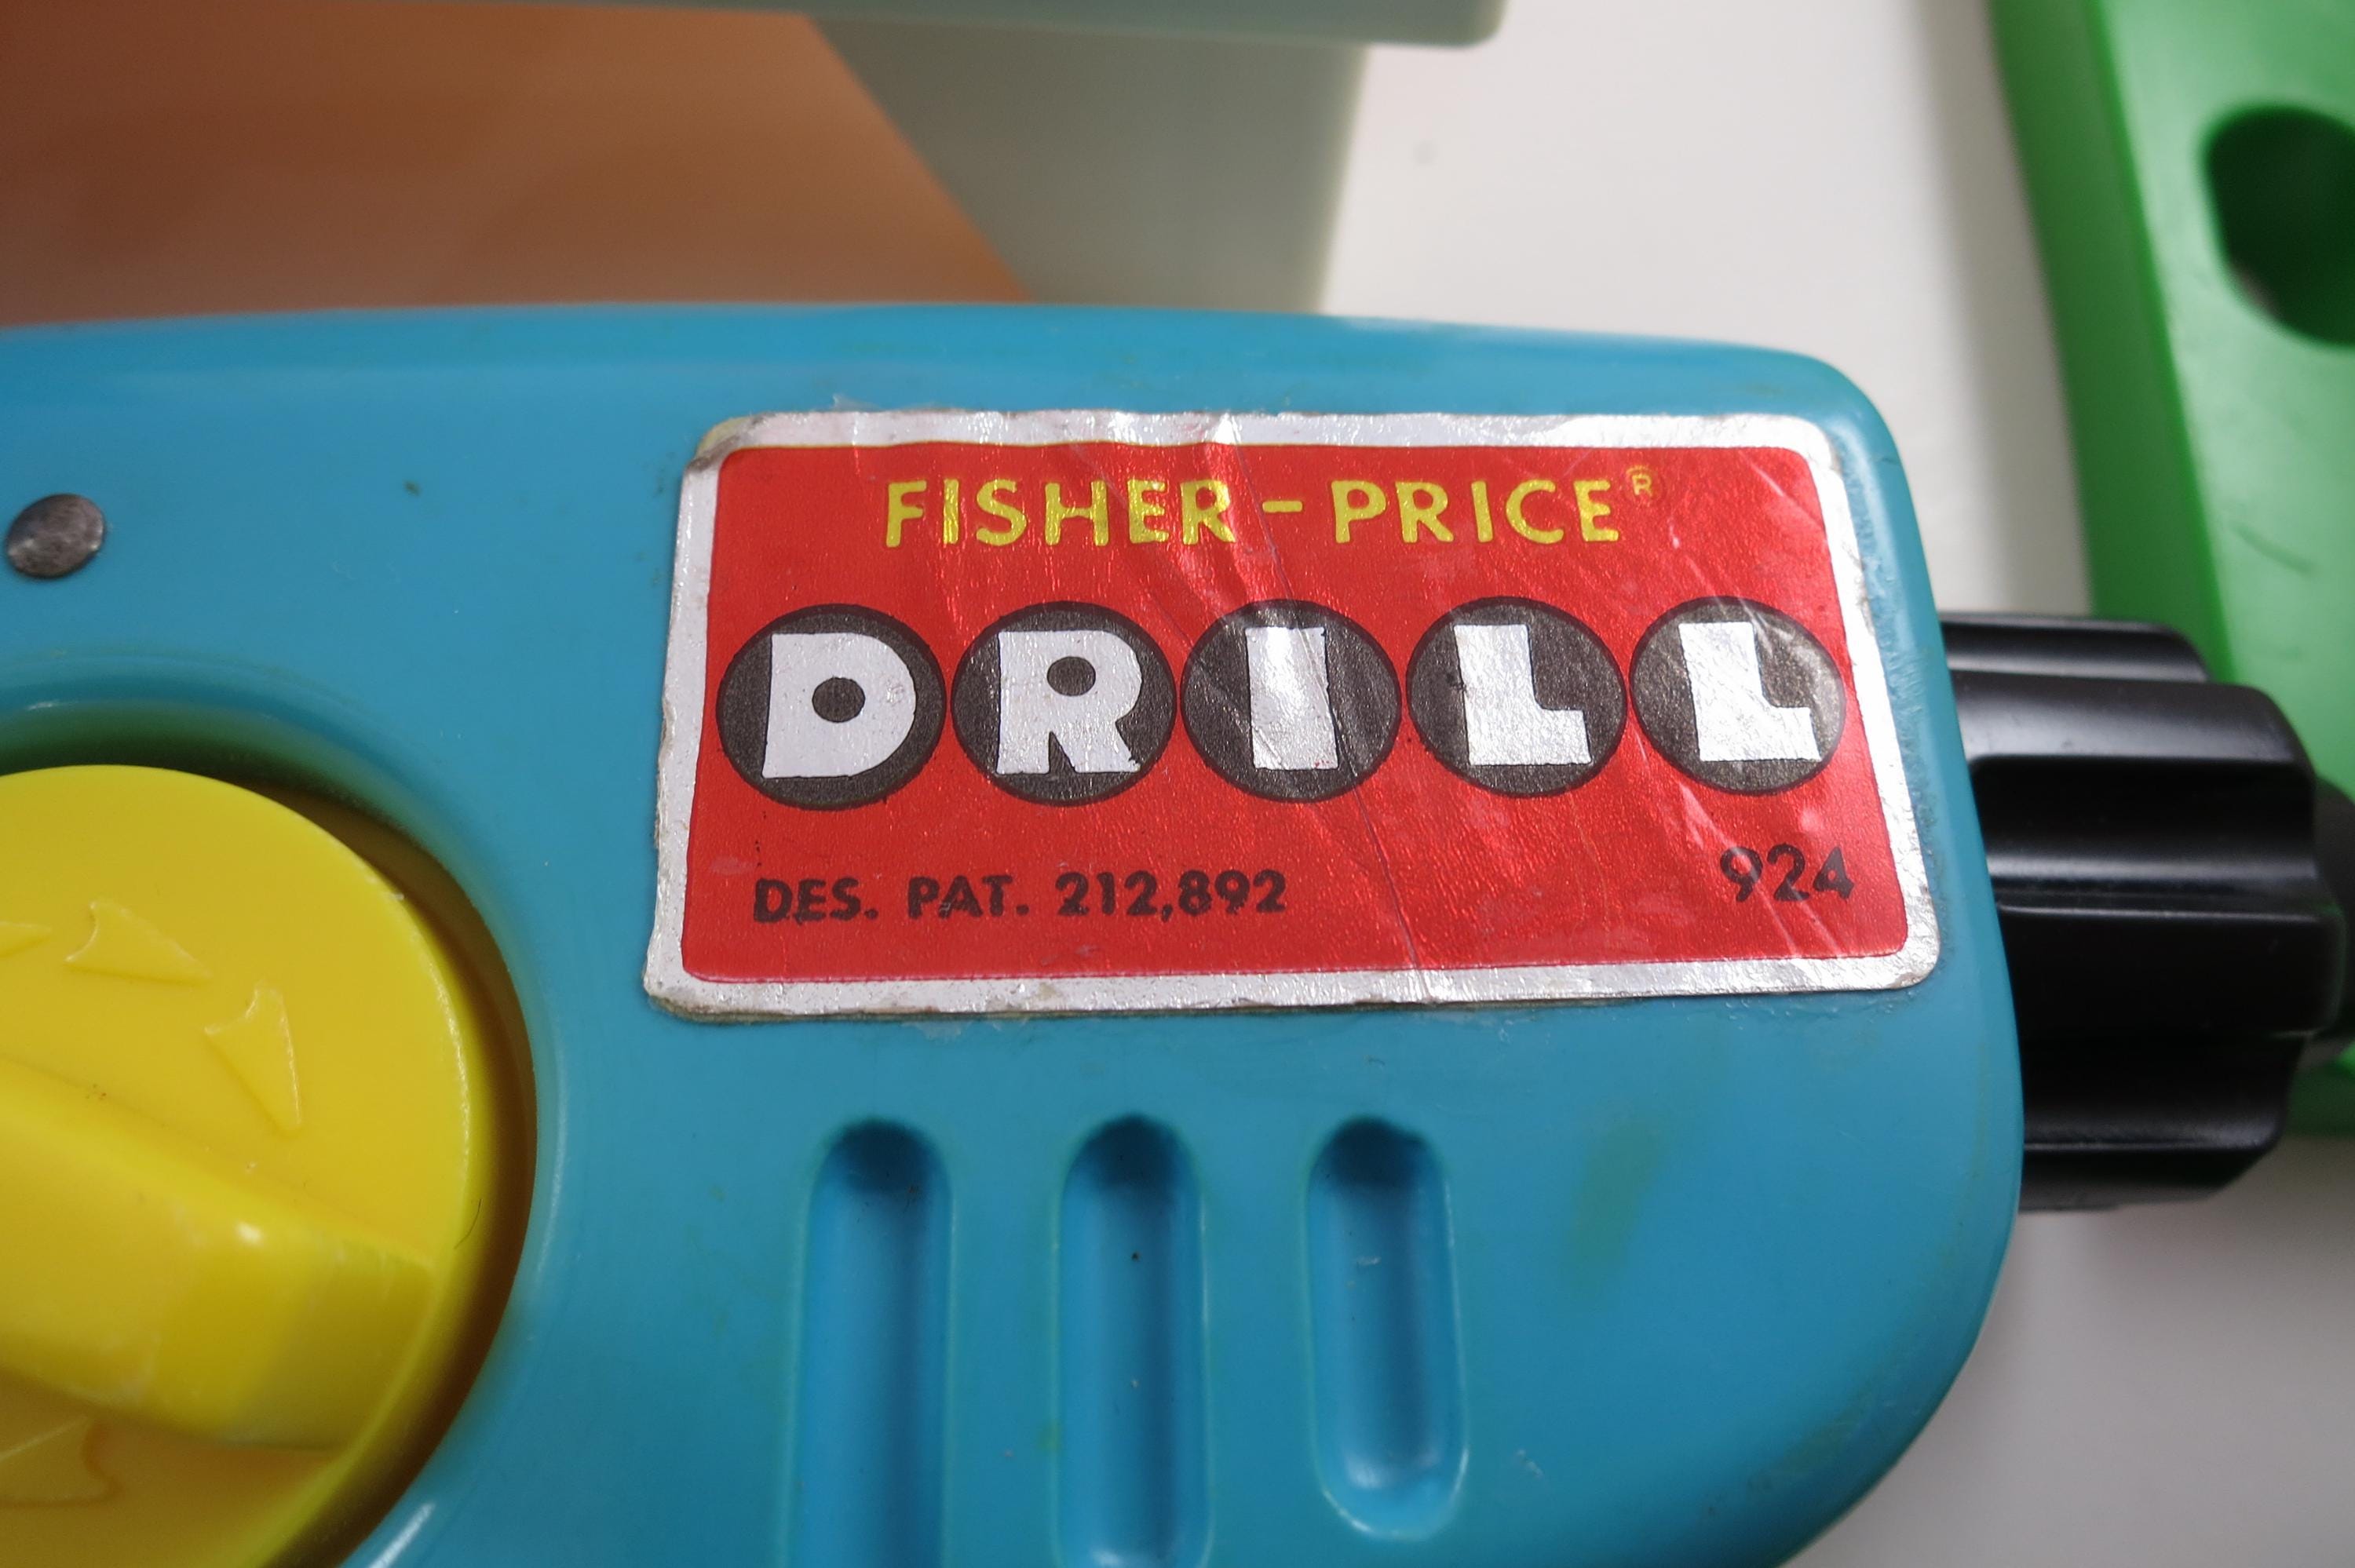 FISHER-PRICE®
DRILL
DES. PAT. 212,892 924